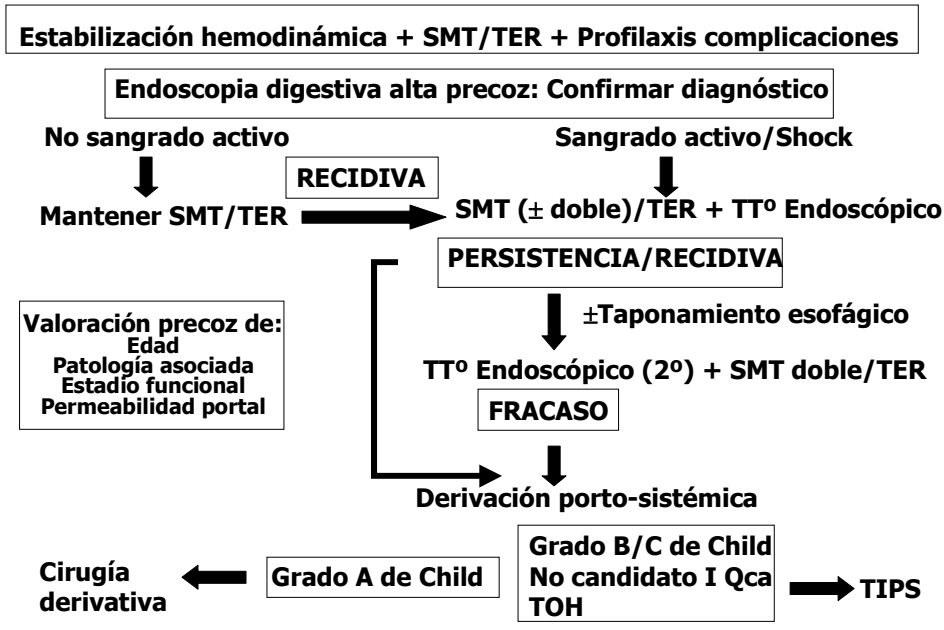 Estabilización hemodinámica + SMT/TER + Profilaxis complicaciones
Endoscopia digestiva alta precoz: Confirmar diagnóstico
No sangrado activo
Sangrado activo/Shock
RECIDIVA
Mantener SMT/TER
SMT (± doble)/TER + TTº Endoscópico
PERSISTENCIA/RECIDIVA
±Taponamiento esofágico
Valoración precoz de:
Edad
Patología asociada
Estadio funcional
Permeabilidad portal
TTº Endoscópico (2º) + SMT doble/TER
FRACASO
Derivación porto-sistémica
Cirugía
derivativa
Grado A de Child
Grado B/C de Child
No candidato I Qca
TOH
TIPS